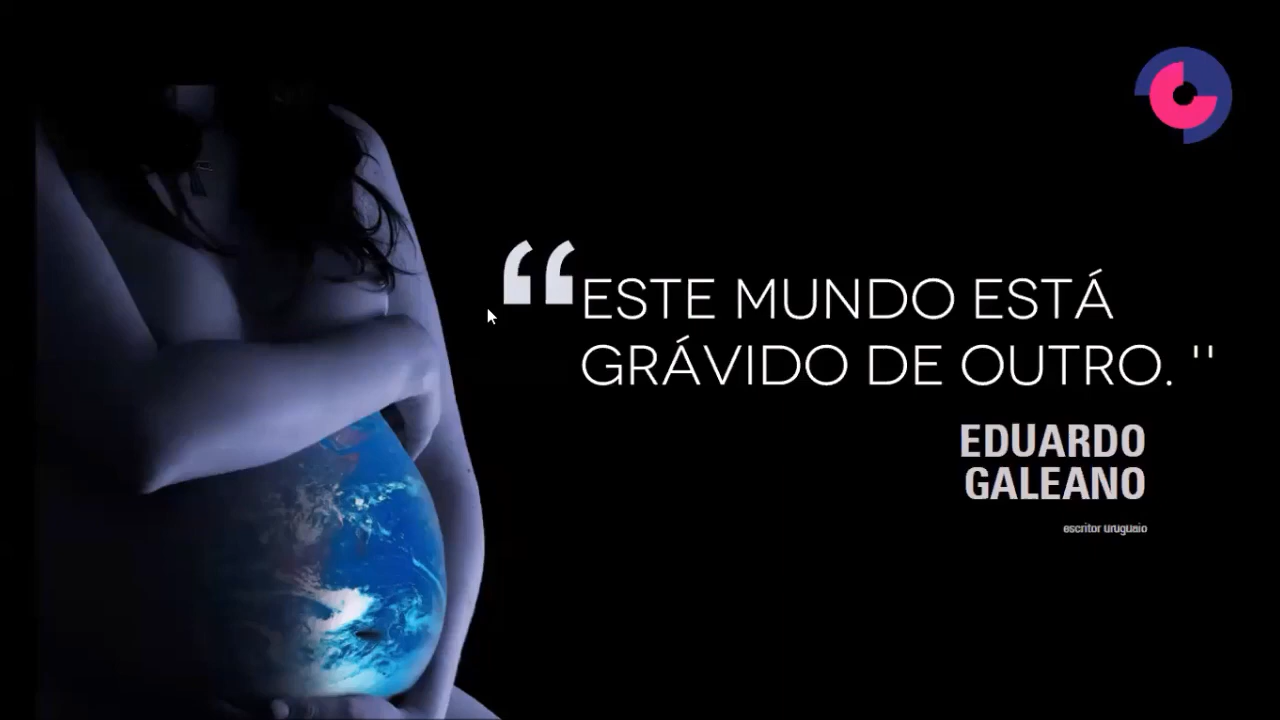 “ESTE MUNDO ESTÁ
GRÁVIDO DE OUTRO. "
EDUARDO
GALEANO
escritor uruguaio